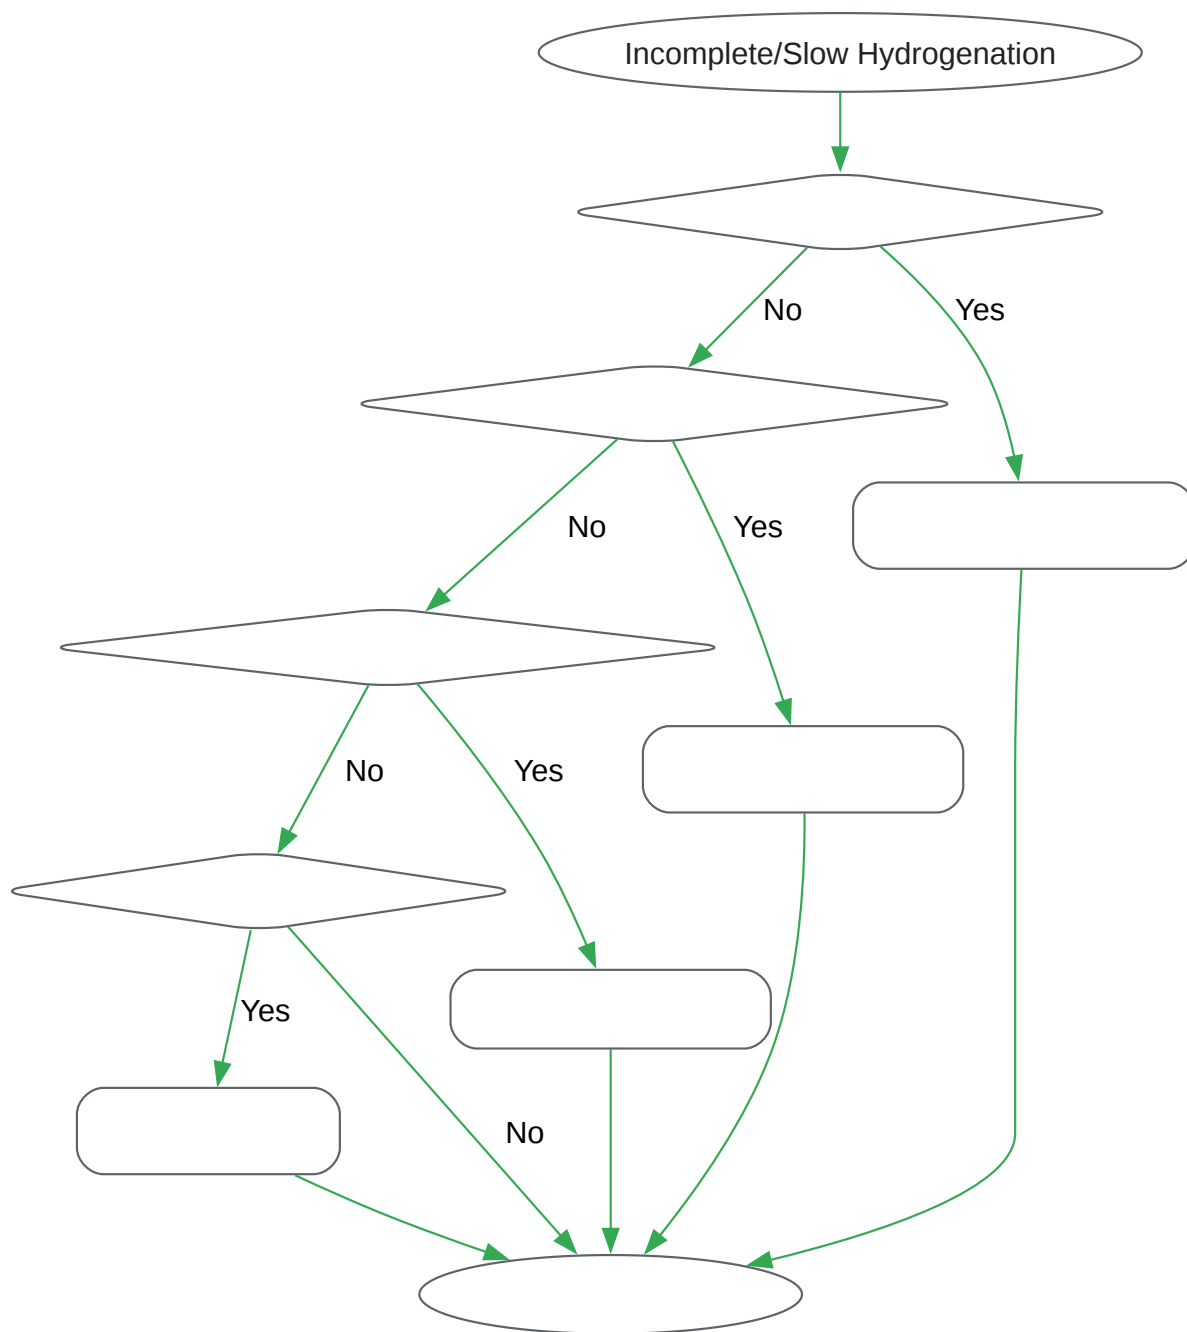 Incomplete/Slow Hydrogenation
No
Yes
No
Yes
No
Yes
Yes
No